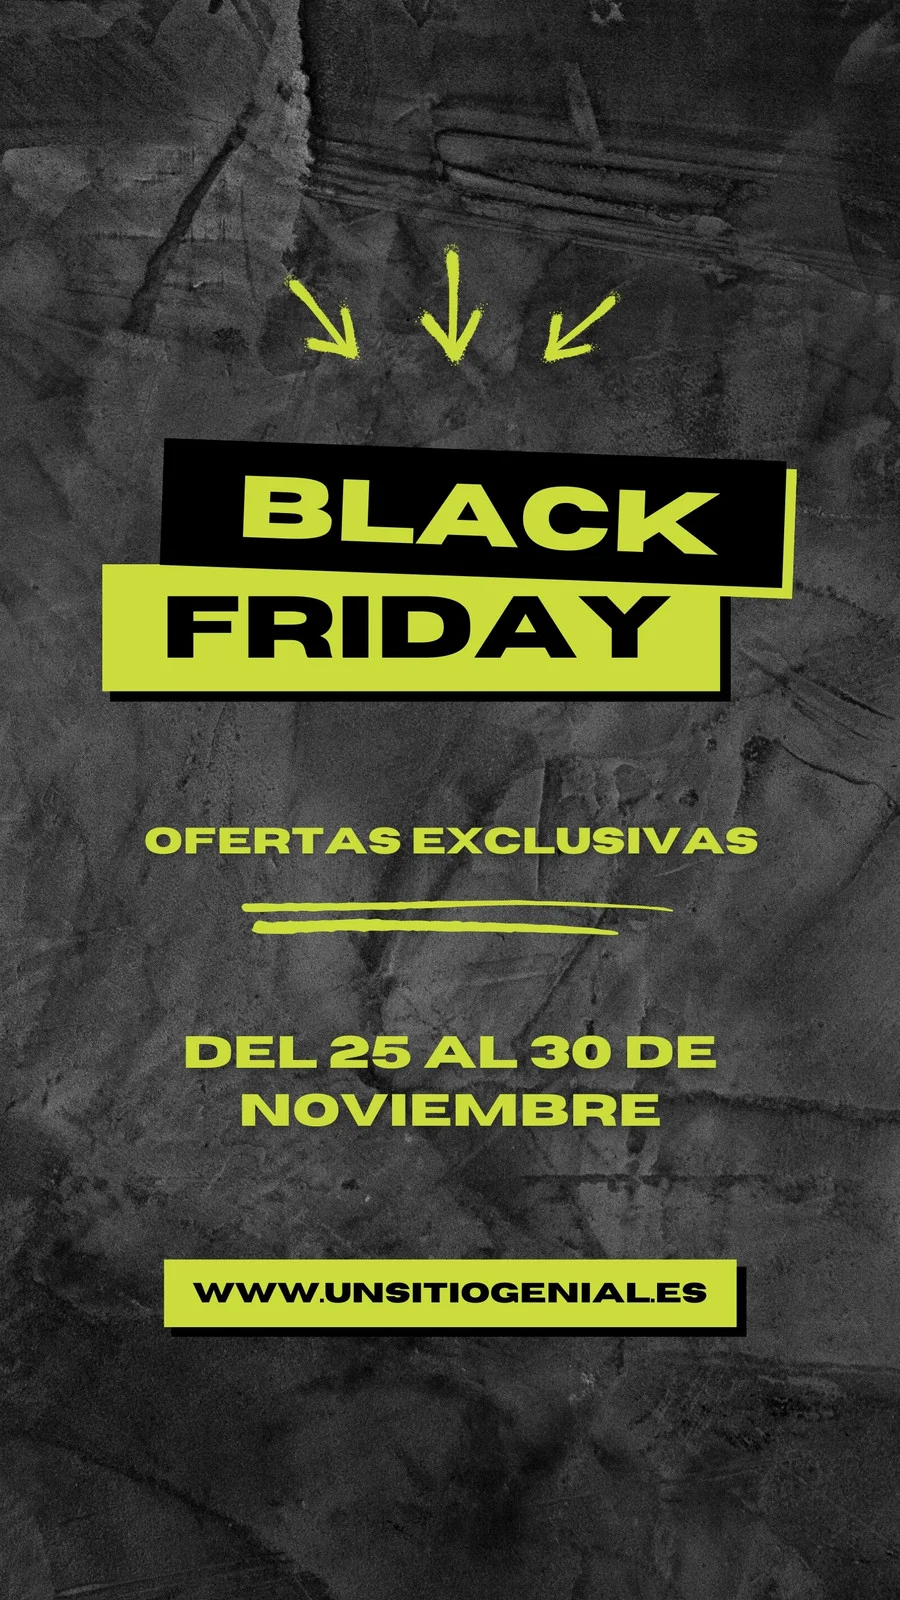 BLACK
FRIDAY
OFERTAS EXCLUSIVAS
DEL 25 AL 30 DE
NOVIEMBRE
WWW.UNSITIOGENIAL.ES